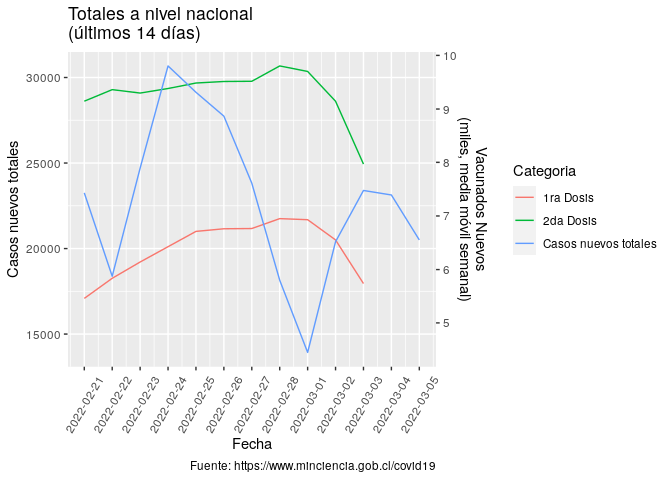 Totales a nivel nacional
(últimos 14 días)
Casos nuevos totales
30000
25000
20000
15000
10
9
8
7
6
5
Vacunados Nuevos
(miles, media móvil semanal)
2022-02-21
2022-02-22
2022-02-23
2022-02-24
2022-02-25
2022-02-26
2022-02-27
2022-02-28
2022-03-01
2022-03-02
2022-03-03
2022-03-04
2022-03-05
Fecha
Categoria
1ra Dosis
2da Dosis
Casos nuevos totales
Fuente: https://www.minciencia.gob.cl/covid19